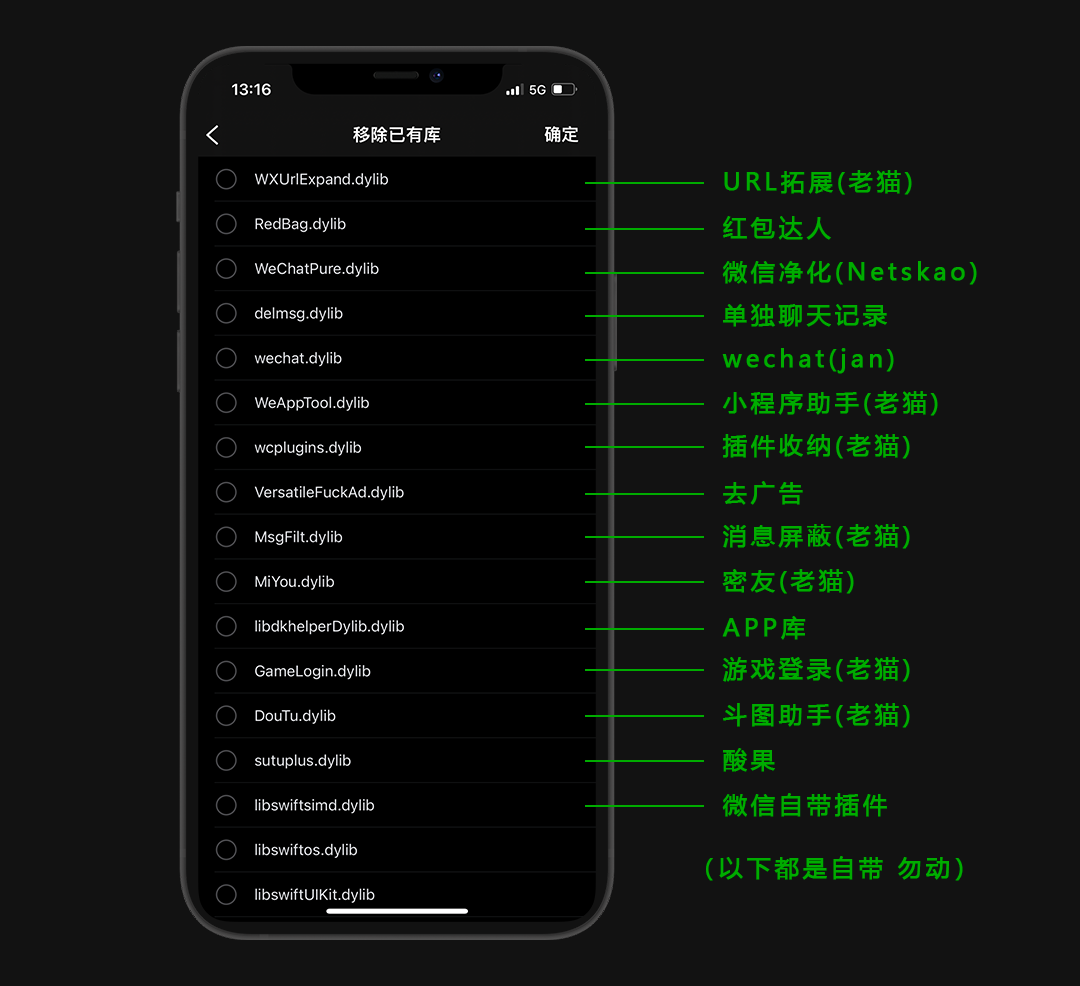 13:16
5G
移除已有库
确定
WXUrlExpand.dylib
URL拓展(老猫)
RedBag.dylib
红包达人
WeChatPure.dylib
微信净化(Netskao)
delmsg.dylib
单独聊天记录
wechat.dylib
wechat(jan)
WeAppTool.dylib
小程序助手(老猫)
wcplugins.dylib
插件收纳(老猫)
VersatileFuckAd.dylib
去广告
MsgFilt.dylib
消息屏蔽(老猫)
MiYou.dylib
密友(老猫)
libdkhelperDylib.dylib
APP库
GameLogin.dylib
游戏登录(老猫)
DouTu.dylib
斗图助手(老猫)
sutuplus.dylib
酸果
libswiftsimd.dylib
微信自带插件
libswiftos.dylib
(以下都是自带 勿动)
libswiftUIKit.dylib